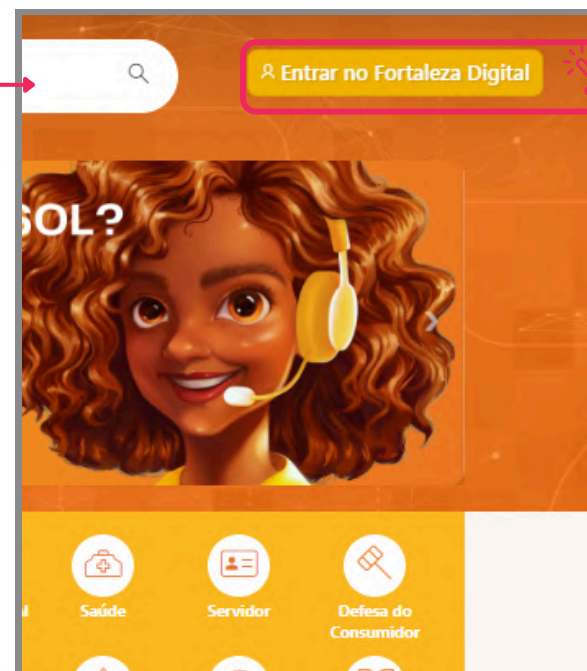 Entrar no Fortaleza Digital
SOL?
Saúde
Servidor
Defesa do
Consumidor